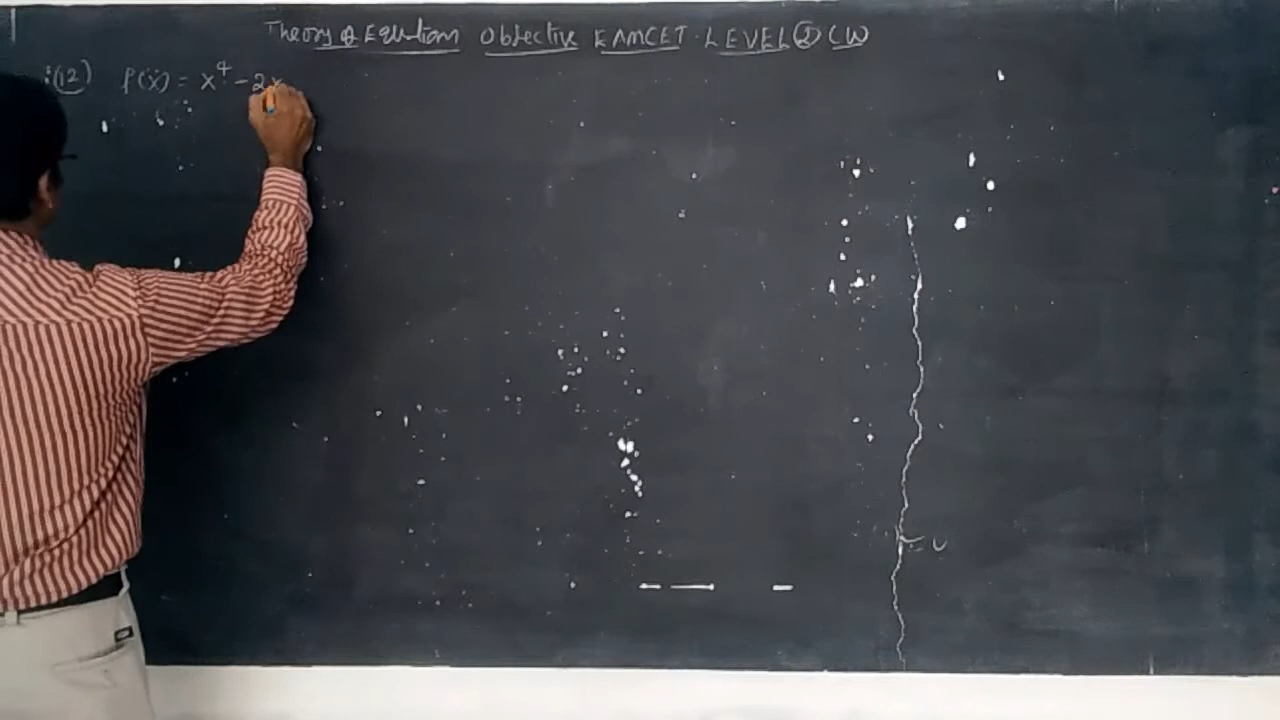 Theory of Equations Objective EAMCET - LEVEL ② CW
(12) f(x) = x⁴ - 2x